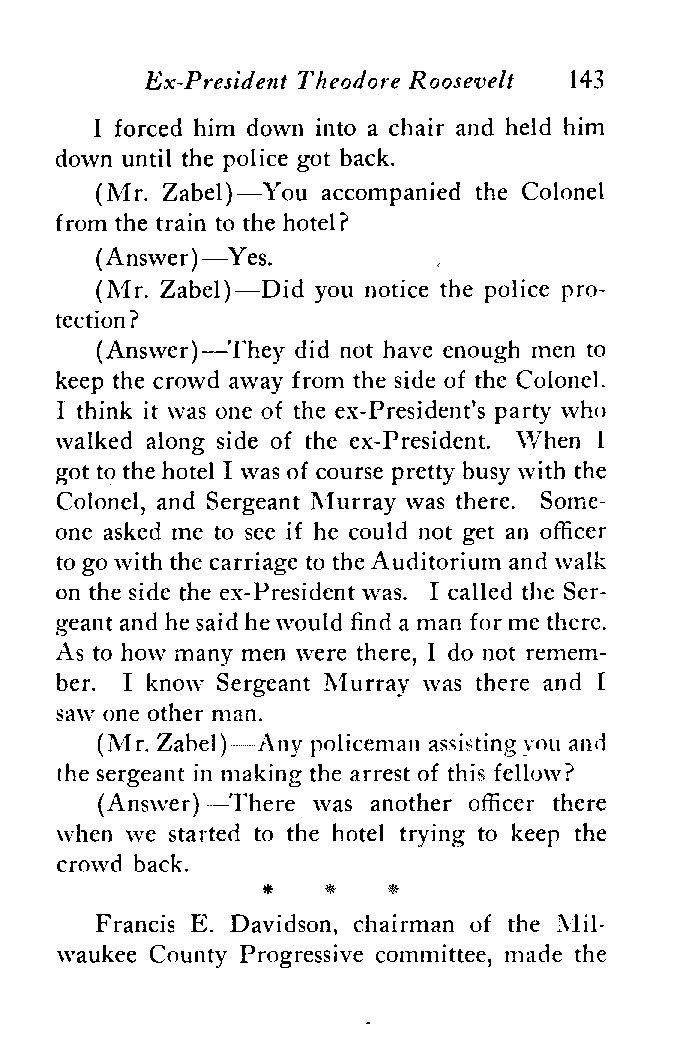 Ex-President Theodore Roosevelt 143
I forced him down into a chair and held him
down until the police got back.
(Mr. Zabel)—You accompanied the Colonel
from the train to the hotel?
(Answer)—Yes.
(Mr. Zabel)—Did you notice the police pro-
tection?
(Answer)—They did not have enough men to
keep the crowd away from the side of the Colonel.
I think it was one of the ex-President's party who
walked along side of the ex-President. When I
got to the hotel I was of course pretty busy with the
Colonel, and Sergeant Murray was there. Some-
one asked me to see if he could not get an officer
to go with the carriage to the Auditorium and walk
on the side the ex-President was. I called the Ser-
geant and he said he would find a man for me there.
As to how many men were there, I do not remem-
ber. I know Sergeant Murray was there and I
saw one other man.
(Mr. Zabel)—Any policeman assisting you and
the sergeant in making the arrest of this fellow?
(Answer)—There was another officer there
when we started to the hotel trying to keep the
crowd back.
* * *
Francis E. Davidson, chairman of the Mil-
waukee County Progressive committee, made the